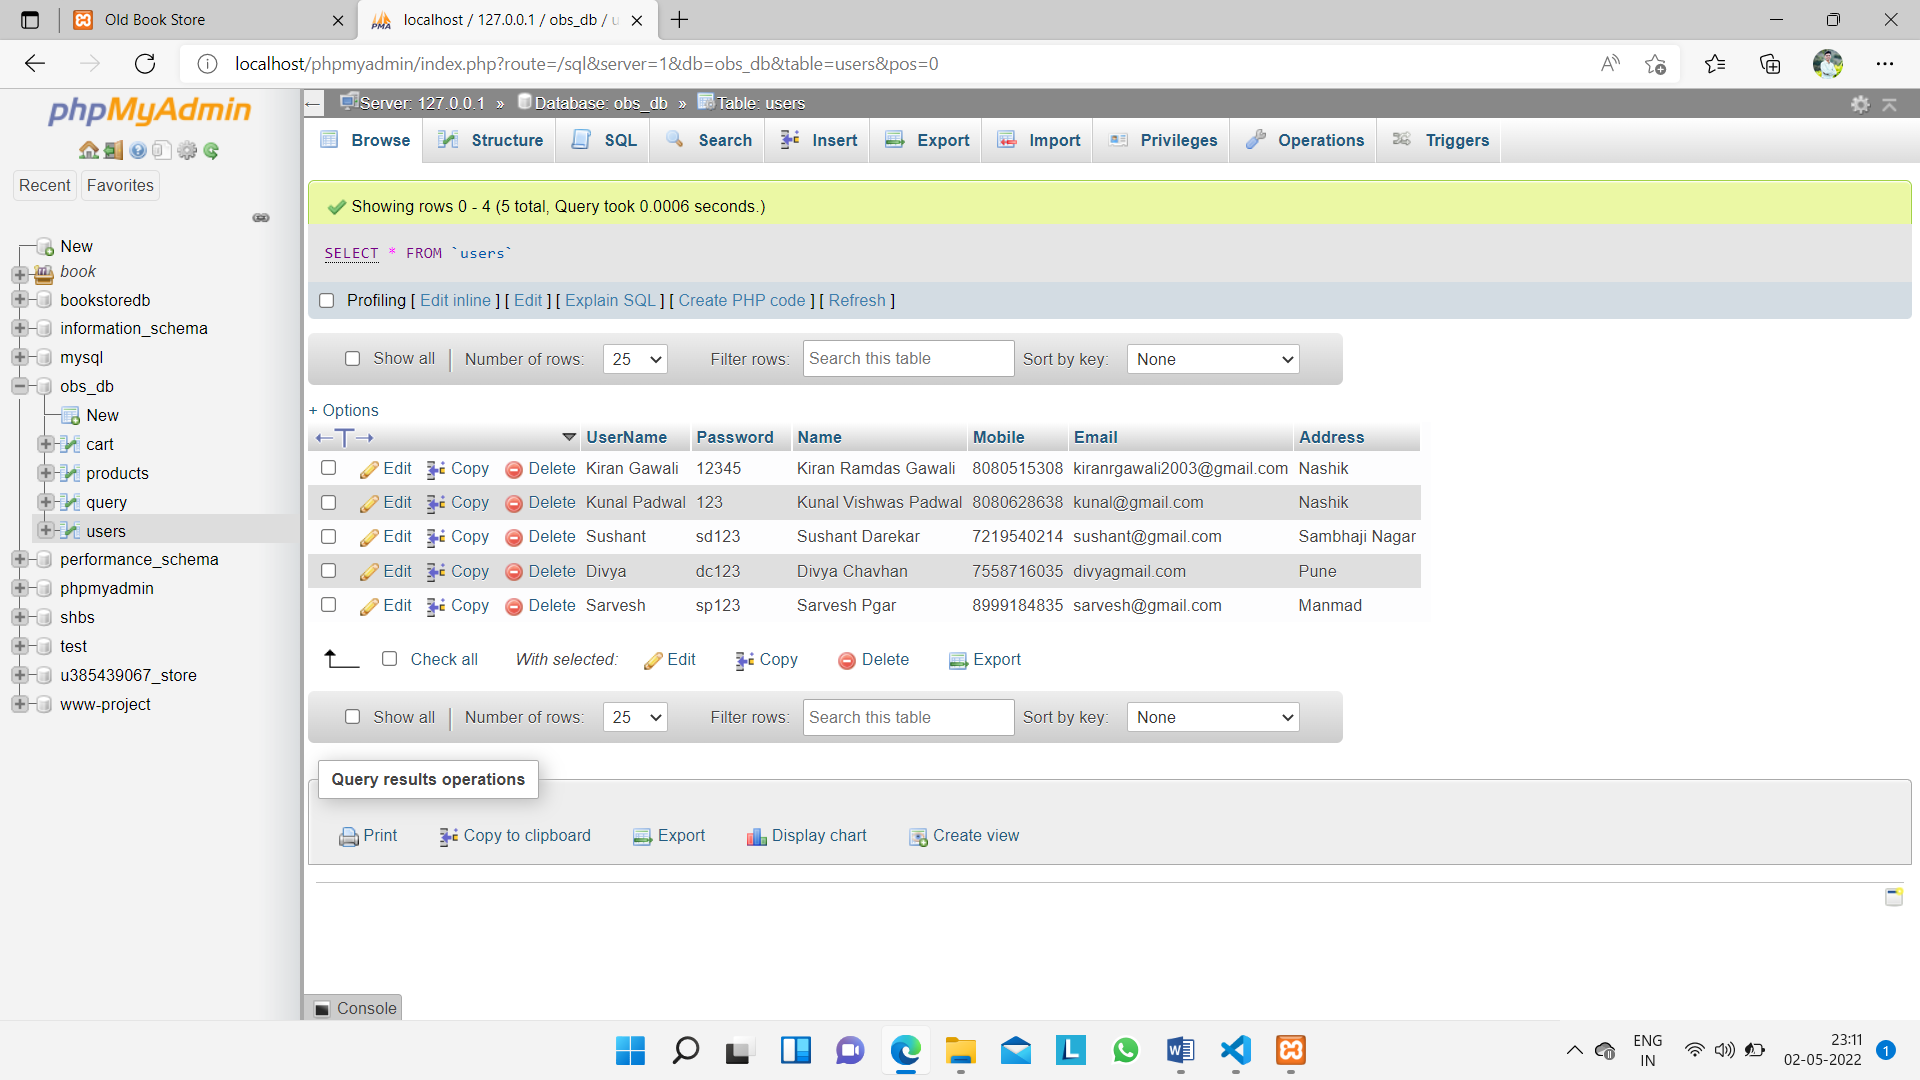 Old Book Store
localhost / 127.0.0.1 / obs_db / u
localhost/phpmyadmin/index.php?route=/sql&server=1&db=obs_db&table=users&pos=0
phpMyAdmin
Recent Favorites
New
book
bookstoredb
information_schema
mysql
obs_db
New
cart
products
query
users
performance_schema
phpmyadmin
shbs
test
u385439067_store
www-project
Server: 127.0.0.1 » Database: obs_db » Table: users
Browse Structure SQL Search Insert Export Import Privileges Operations Triggers
Showing rows 0 - 4 (5 total, Query took 0.0006 seconds.)
SELECT * FROM `users`
Profiling [ Edit inline ] [ Edit ] [ Explain SQL ] [ Create PHP code ] [ Refresh ]
Show all Number of rows: 25 Filter rows: Search this table Sort by key: None
+ Options
←T→ UserName Password Name Mobile Email Address
Edit Copy Delete Kiran Gawali 12345 Kiran Ramdas Gawali 8080515308 kiranrgawali2003@gmail.com Nashik
Edit Copy Delete Kunal Padwal 123 Kunal Vishwas Padwal 8080628638 kunal@gmail.com Nashik
Edit Copy Delete Sushant sd123 Sushant Darekar 7219540214 sushant@gmail.com Sambhaji Nagar
Edit Copy Delete Divya dc123 Divya Chavhan 7558716035 divyagmail.com Pune
Edit Copy Delete Sarvesh sp123 Sarvesh Pgar 8999184835 sarvesh@gmail.com Manmad
Check all With selected: Edit Copy Delete Export
Show all Number of rows: 25 Filter rows: Search this table Sort by key: None
Query results operations
Print Copy to clipboard Export Display chart Create view
Console
ENG
IN
23:11
02-05-2022
1